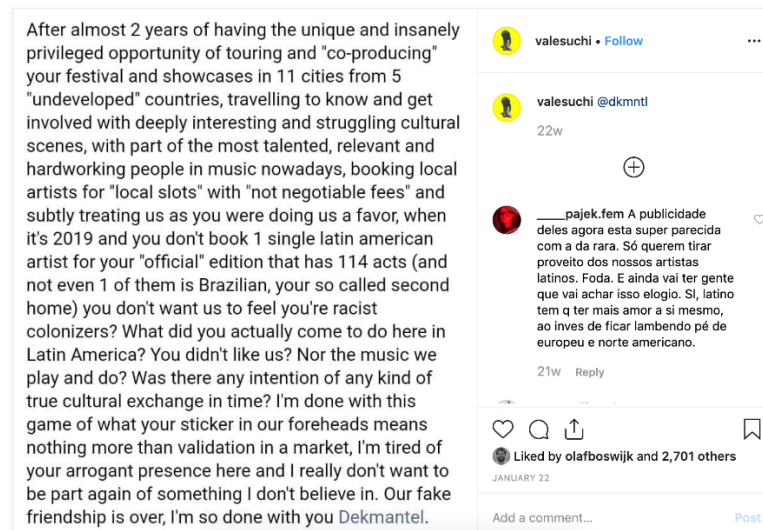 After almost 2 years of having the unique and insanely
privileged opportunity of touring and "co-producing"
your festival and showcases in 11 cities from 5
"undeveloped" countries, travelling to know and get
involved with deeply interesting and struggling cultural
scenes, with part of the most talented, relevant and
hardworking people in music nowadays, booking local
artists for "local slots" with "not negotiable fees" and
subtly treating us as you were doing us a favor, when
it's 2019 and you don't book 1 single latin american
artist for your "official" edition that has 114 acts (and
not even 1 of them is Brazilian, your so called second
home) you don't want us to feel you're racist
colonizers? What did you actually come to do here in
Latin America? You didn't like us? Nor the music we
play and do? Was there any intention of any kind of
true cultural exchange in time? I'm done with this
game of what your sticker in our foreheads means
nothing more than validation in a market, I'm tired of
your arrogant presence here and I really don't want to
be part again of something I don't believe in. Our fake
friendship is over, I'm so done with you Dekmantel.
valesuchi • Follow
valesuchi @dkmntl
22w
____pajek.fem A publicidade
deles agora esta super parecida
com a da rara. Só querem tirar
proveito dos nossos artistas
latinos. Foda. E ainda vai ter gente
que vai achar isso elogio. SI, latino
tem q ter mais amor a si mesmo,
ao inves de ficar lambendo pé de
europeu e norte americano.
21w Reply
Liked by olafboswijk and 2,701 others
JANUARY 22
Add a comment... Post